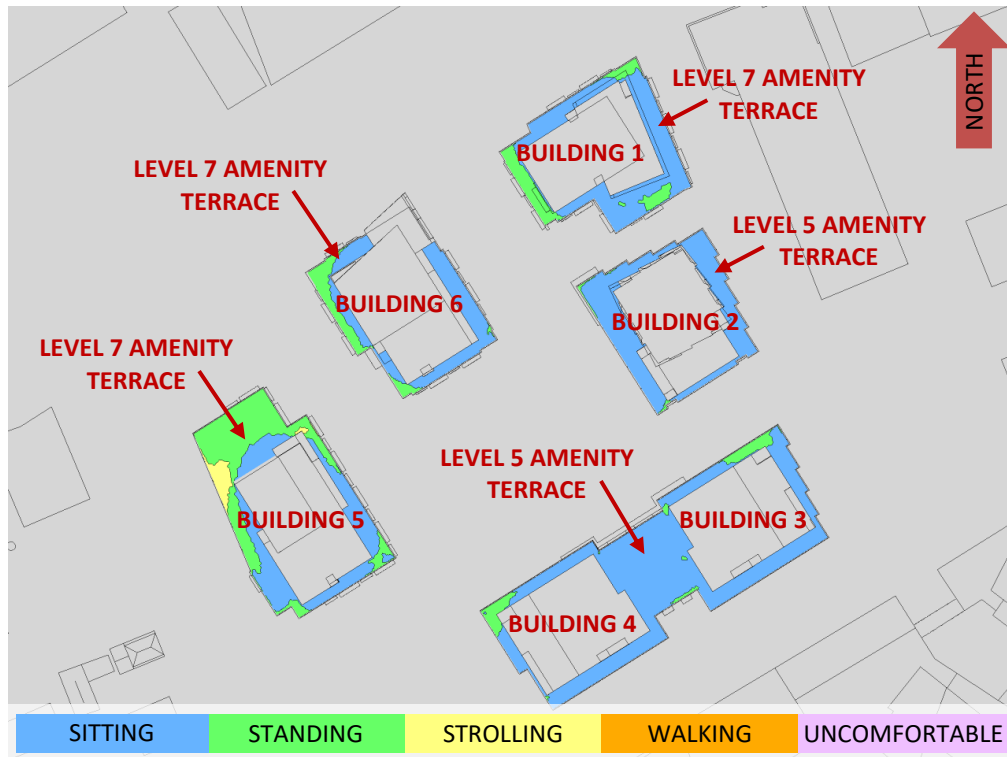 NORTH
LEVEL 7 AMENITY
TERRACE
BUILDING 1
LEVEL 7 AMENITY
TERRACE
LEVEL 5 AMENITY
TERRACE
BUILDING 6
BUILDING 2
LEVEL 7 AMENITY
TERRACE
LEVEL 5 AMENITY
TERRACE
BUILDING 5
BUILDING 3
BUILDING 4
SITTING
STANDING
STROLLING
WALKING
UNCOMFORTABLE